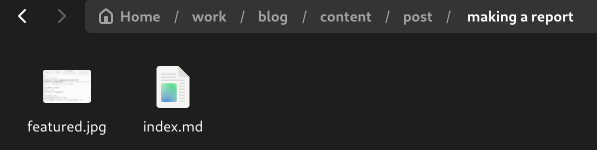 Home / work / blog / content / post / making a report
featured.jpg index.md